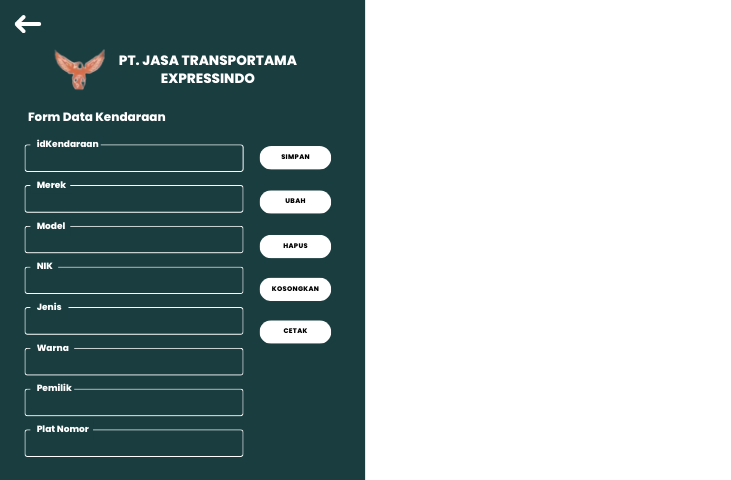 PT. JASA TRANSPORTAMA
EXPRESSINDO
Form Data Kendaraan
idKendaraan
SIMPAN
Merek
UBAH
Model
HAPUS
NIK
KOSONGKAN
Jenis
CETAK
Warna
Pemilik
Plat Nomor